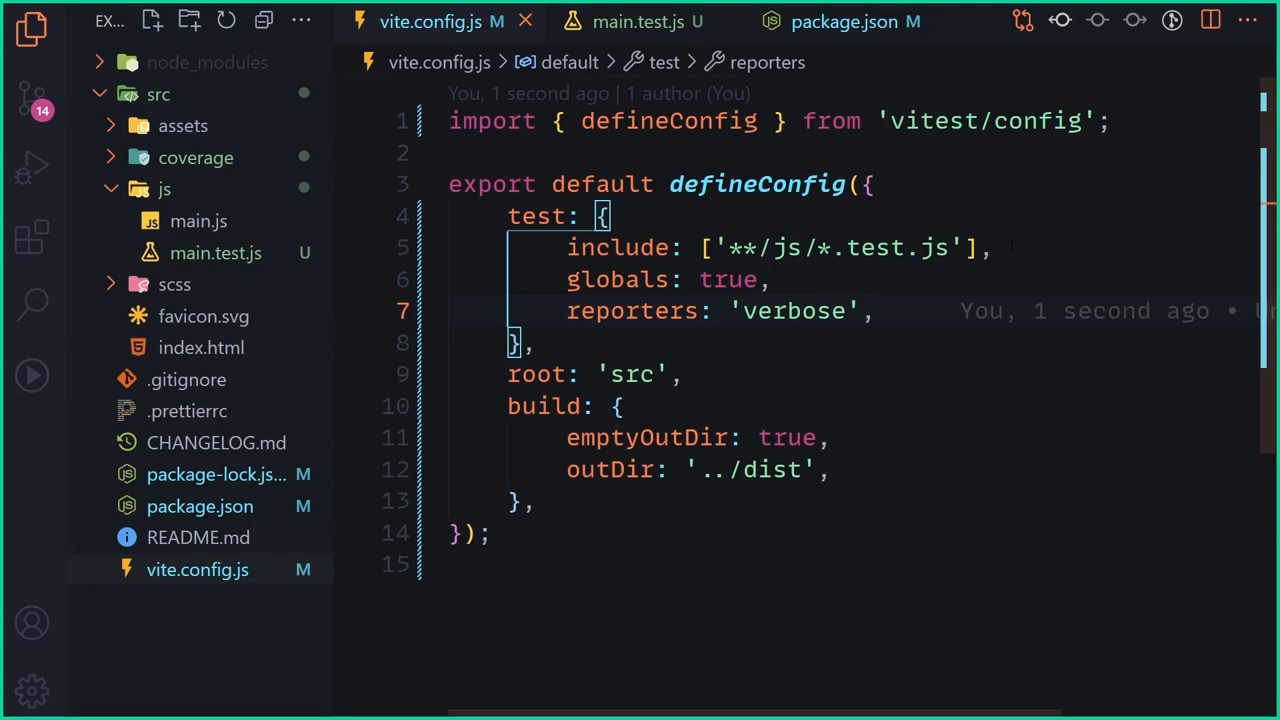 EX... ...
vite.config.js M
main.test.js U
package.json M
vite.config.js > default > test > reporters
node_modules
src
assets
coverage
js
JS main.js
main.test.js U
scss
favicon.svg
index.html
.gitignore
.prettierrc
CHANGELOG.md
package-lock.js... M
package.json M
README.md
vite.config.js M
14
You, 1 second ago | 1 author (You)
1 import { defineConfig } from 'vitest/config';
2
3 export default defineConfig({
4 test: {
5 include: ['**/js/*.test.js'],
6 globals: true,
7 reporters: 'verbose', You, 1 second ago •
8 },
9 root: 'src',
10 build: {
11 emptyOutDir: true,
12 outDir: '../dist',
13 },
14 });
15